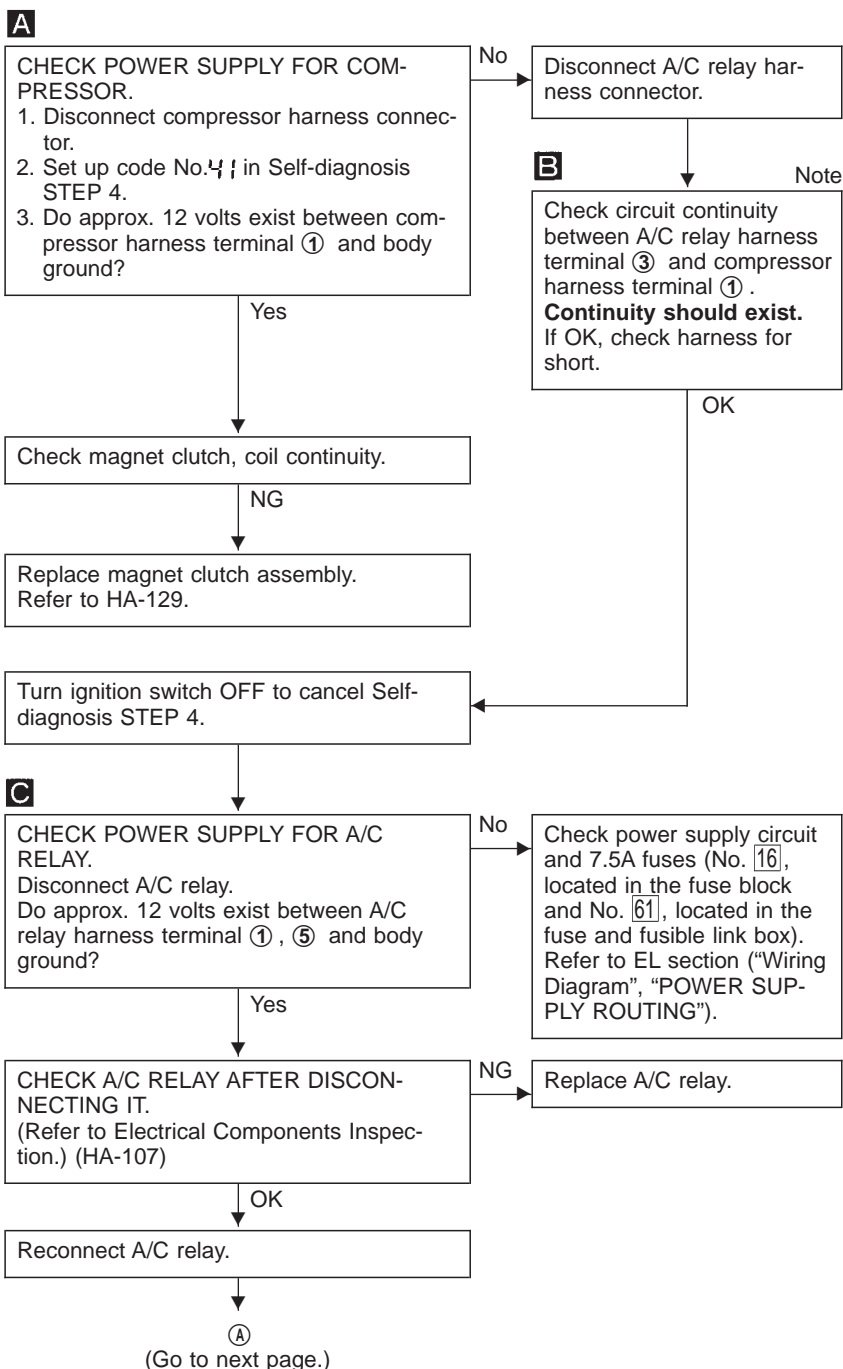 A
CHECK POWER SUPPLY FOR COM-
PRESSOR.
1. Disconnect compressor harness connec-
tor.
2. Set up code No. 41 in Self-diagnosis
STEP 4.
3. Do approx. 12 volts exist between com-
pressor harness terminal ① and body
ground?
No
Disconnect A/C relay har-
ness connector.
B
Note
Check circuit continuity
between A/C relay harness
terminal ③ and compressor
harness terminal ①.
Continuity should exist.
If OK, check harness for
short.
Yes
OK
Check magnet clutch, coil continuity.
NG
Replace magnet clutch assembly.
Refer to HA-129.
Turn ignition switch OFF to cancel Self-
diagnosis STEP 4.
C
CHECK POWER SUPPLY FOR A/C
RELAY.
Disconnect A/C relay.
Do approx. 12 volts exist between A/C
relay harness terminal ①, ⑤ and body
ground?
No
Check power supply circuit
and 7.5A fuses (No. 16,
located in the fuse block
and No. 61, located in the
fuse and fusible link box).
Refer to EL section (“Wiring
Diagram”, “POWER SUP-
PLY ROUTING”).
Yes
CHECK A/C RELAY AFTER DISCON-
NECTING IT.
(Refer to Electrical Components Inspec-
tion.) (HA-107)
NG
Replace A/C relay.
OK
Reconnect A/C relay.
Ⓐ
(Go to next page.)